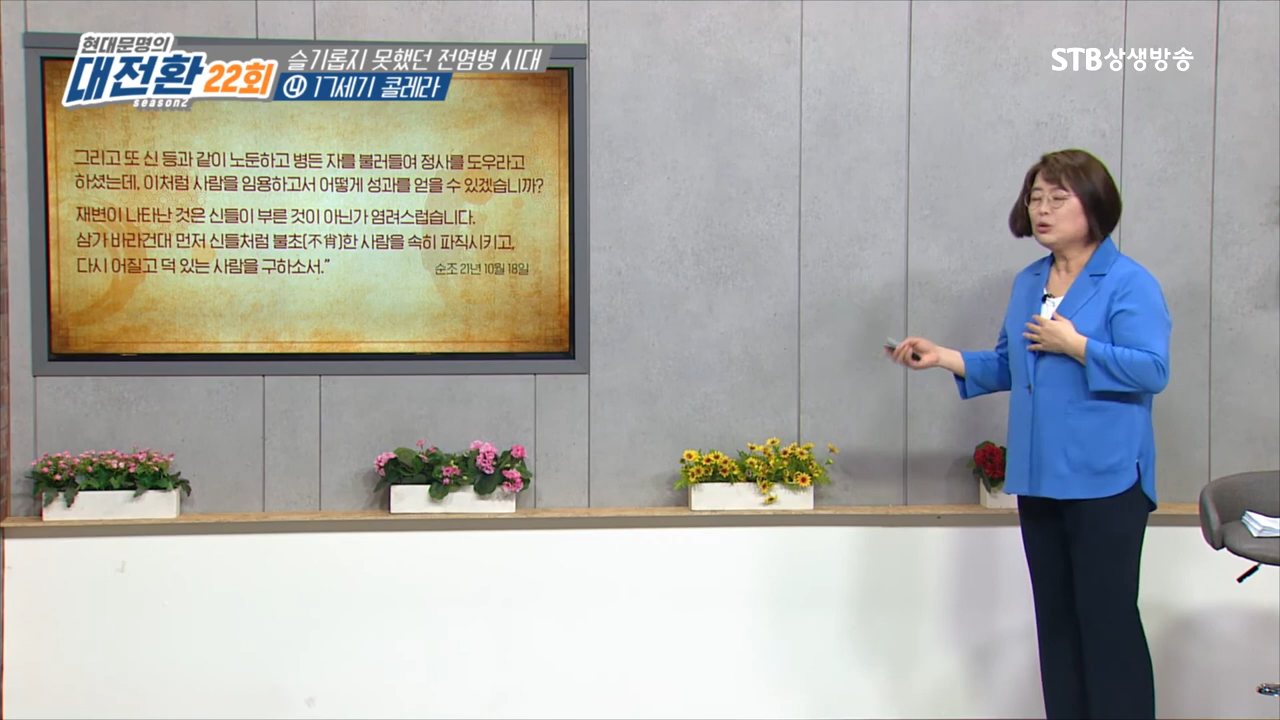 현대문명의
대전환 22회
season2
슬기롭지 못했던 전염병 시대
④ 17세기 콜레라
STB상생방송
그리고 또 신 등과 같이 노둔하고 병든 자를 불러들여 정사를 도우라고
하셨는데, 이처럼 사람을 임용하고서 어떻게 성과를 얻을 수 있겠습니까?
재변이 나타난 것은 신들이 부른 것이 아닌가 염려스럽습니다.
삼가 바라건대 먼저 신들처럼 불초(不肖)한 사람을 속히 파직시키고,
다시 어질고 덕 있는 사람을 구하소서.”
순조 21년 10월 18일